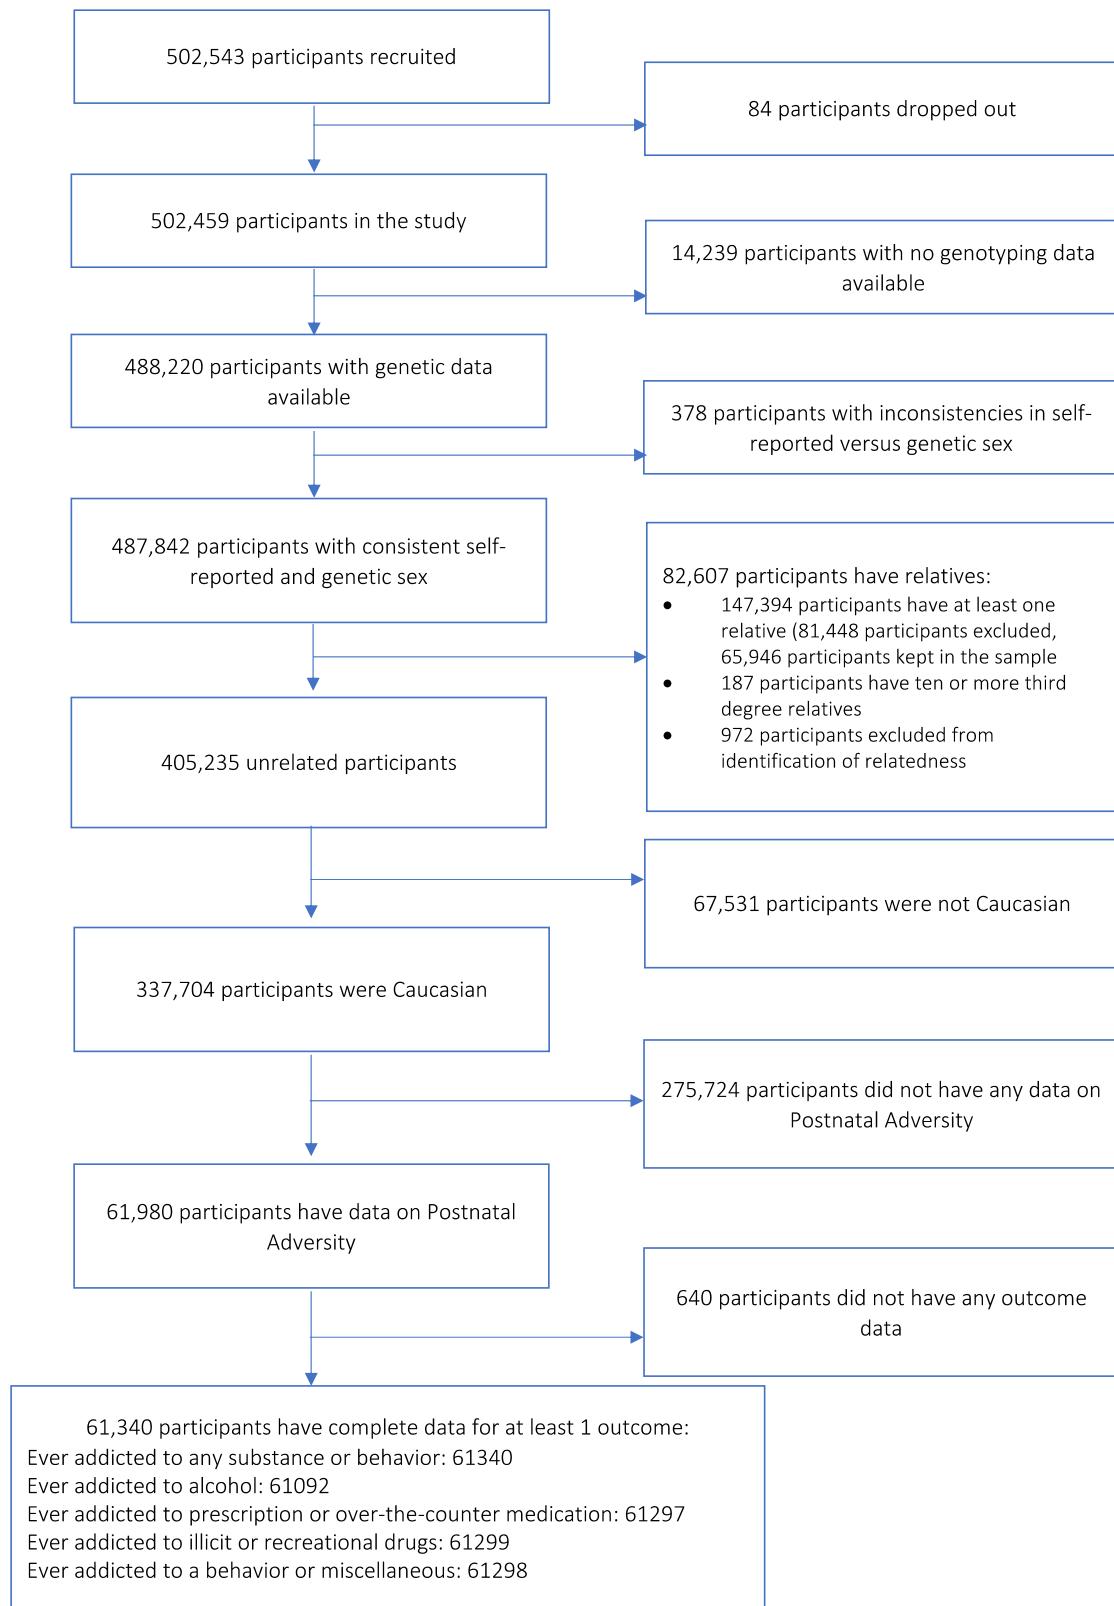 502,543 participants recruited
84 participants dropped out
502,459 participants in the study
14,239 participants with no genotyping data
available
488,220 participants with genetic data
available
378 participants with inconsistencies in self-
reported versus genetic sex
487,842 participants with consistent self-
reported and genetic sex
82,607 participants have relatives:
● 147,394 participants have at least one
relative (81,448 participants excluded,
65,946 participants kept in the sample
● 187 participants have ten or more third
degree relatives
● 972 participants excluded from
identification of relatedness
405,235 unrelated participants
67,531 participants were not Caucasian
337,704 participants were Caucasian
275,724 participants did not have any data on
Postnatal Adversity
61,980 participants have data on Postnatal
Adversity
640 participants did not have any outcome
data
61,340 participants have complete data for at least 1 outcome:
Ever addicted to any substance or behavior: 61340
Ever addicted to alcohol: 61092
Ever addicted to prescription or over-the-counter medication: 61297
Ever addicted to illicit or recreational drugs: 61299
Ever addicted to a behavior or miscellaneous: 61298